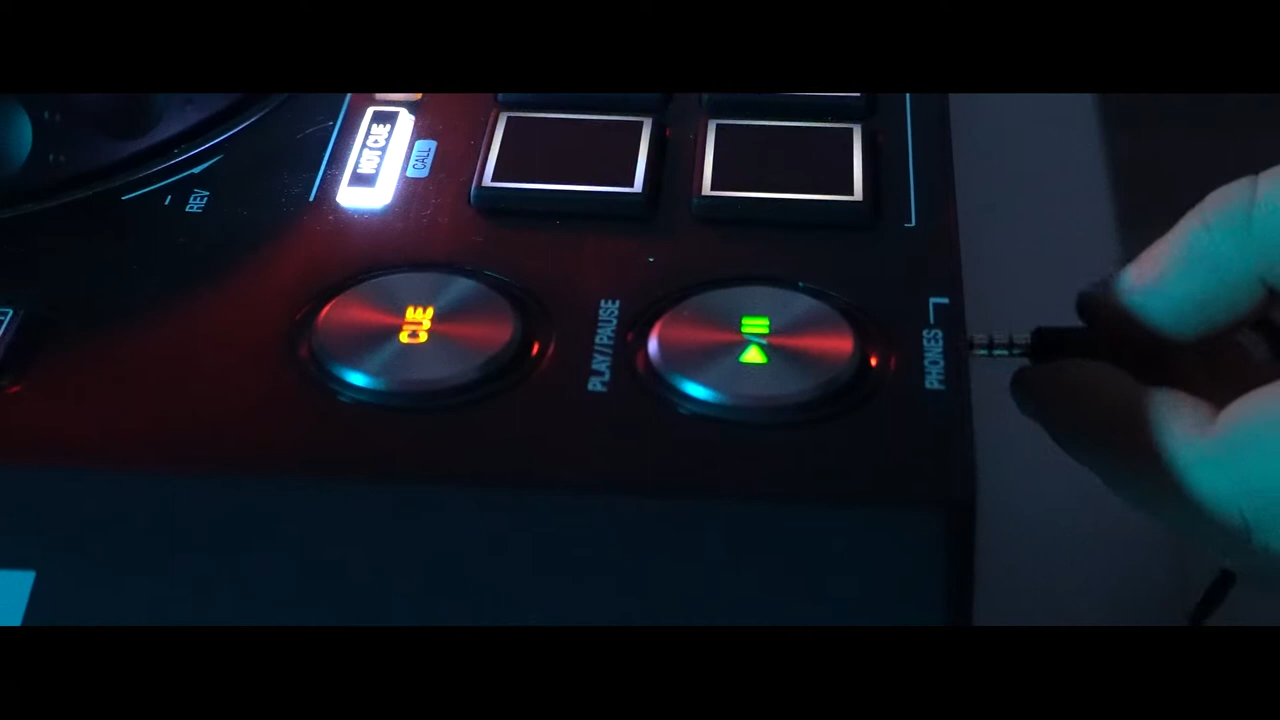 HOT CUE
CALL
REV
CUE
PLAY/PAUSE
PHONES